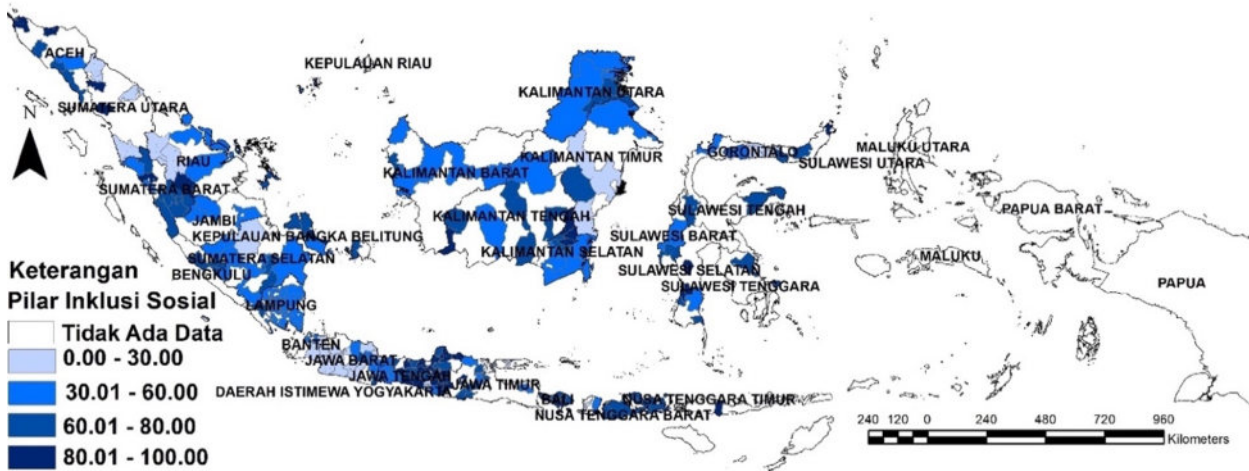 KEPULAUAN RIAU
ACEH
KALIMANTAN UTARA
SUMATERA UTARA
N
MALUKU UTARA
GORONTALO
KALIMANTAN TIMUR
SULAWESI UTARA
RIAU
KALIMANTAN BARAT
SUMATERA BARAT
PAPUA BARAT
SULAWESI TENGAH
KALIMANTAN TENGAH
JAMBI
KEPULAUAN BANGKA BELITUNG
SULAWESI BARAT
KALIMANTAN SELATAN
MALUKU
SUMATERA SELATAN
SULAWESI SELATAN
PAPUA
BENGKULU
SULAWESI TENGGARA
LAMPUNG
BANTEN
JAWA BARAT
JAWA TENGAH
JAWA TIMUR
DAERAH ISTIMEWA YOGYAKARTA
BALI
NUSA TENGGARA TIMUR
NUSA TENGGARA BARAT
Keterangan
Pilar Inklusi Sosial
Tidak Ada Data
0.00 - 30.00
30.01 - 60.00
60.01 - 80.00
80.01 - 100.00
240 120 0 240 480 720 960
Kilometers